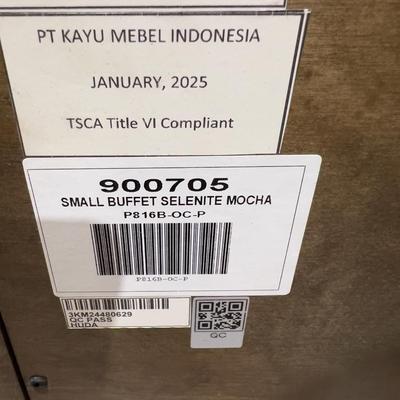 PT KAYU MEBEL INDONESIA
JANUARY, 2025
TSCA Title VI Compliant
900705
SMALL BUFFET SELENITE MOCHA
P816B-OC-P
P816B-OC-P
3KM24480629
QC PASS
HUDA
QC